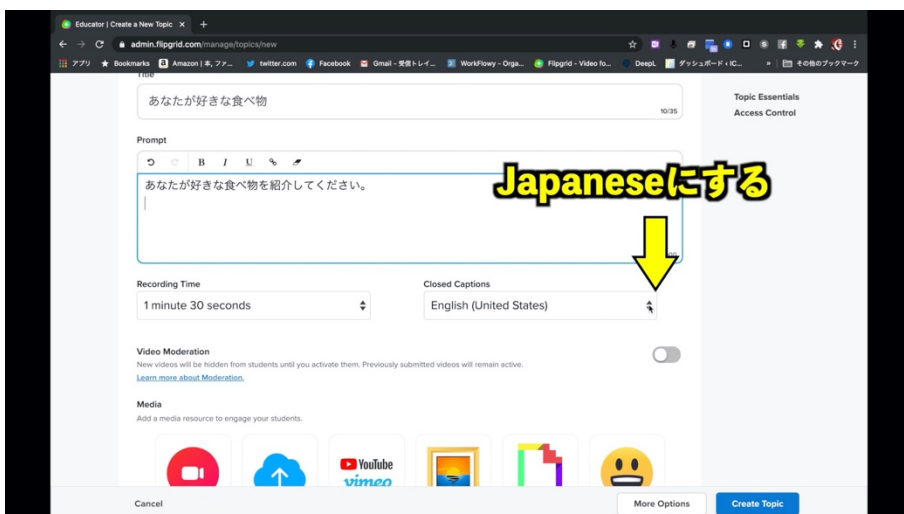 Educator | Create a New Topic
admin.flipgrid.com/manage/topics/new
アプリ Bookmarks Amazon | 本, ファ... twitter.com Facebook Gmail - 受信トレイ... WorkFlowy - Orga... Flipgrid - Video fo... DeepL ダッシュボード ‹ IC... » その他のブックマーク
Title
あなたが好きな食べ物
10/35
Topic Essentials
Access Control
Prompt
B I U
あなたが好きな食べ物を紹介してください。
Japaneseにする
Recording Time
Closed Captions
1 minute 30 seconds
English (United States)
Video Moderation
New videos will be hidden from students until you activate them. Previously submitted videos will remain active.
Learn more about Moderation.
Media
Add a media resource to engage your students.
YouTube
vimeo
Cancel
More Options
Create Topic